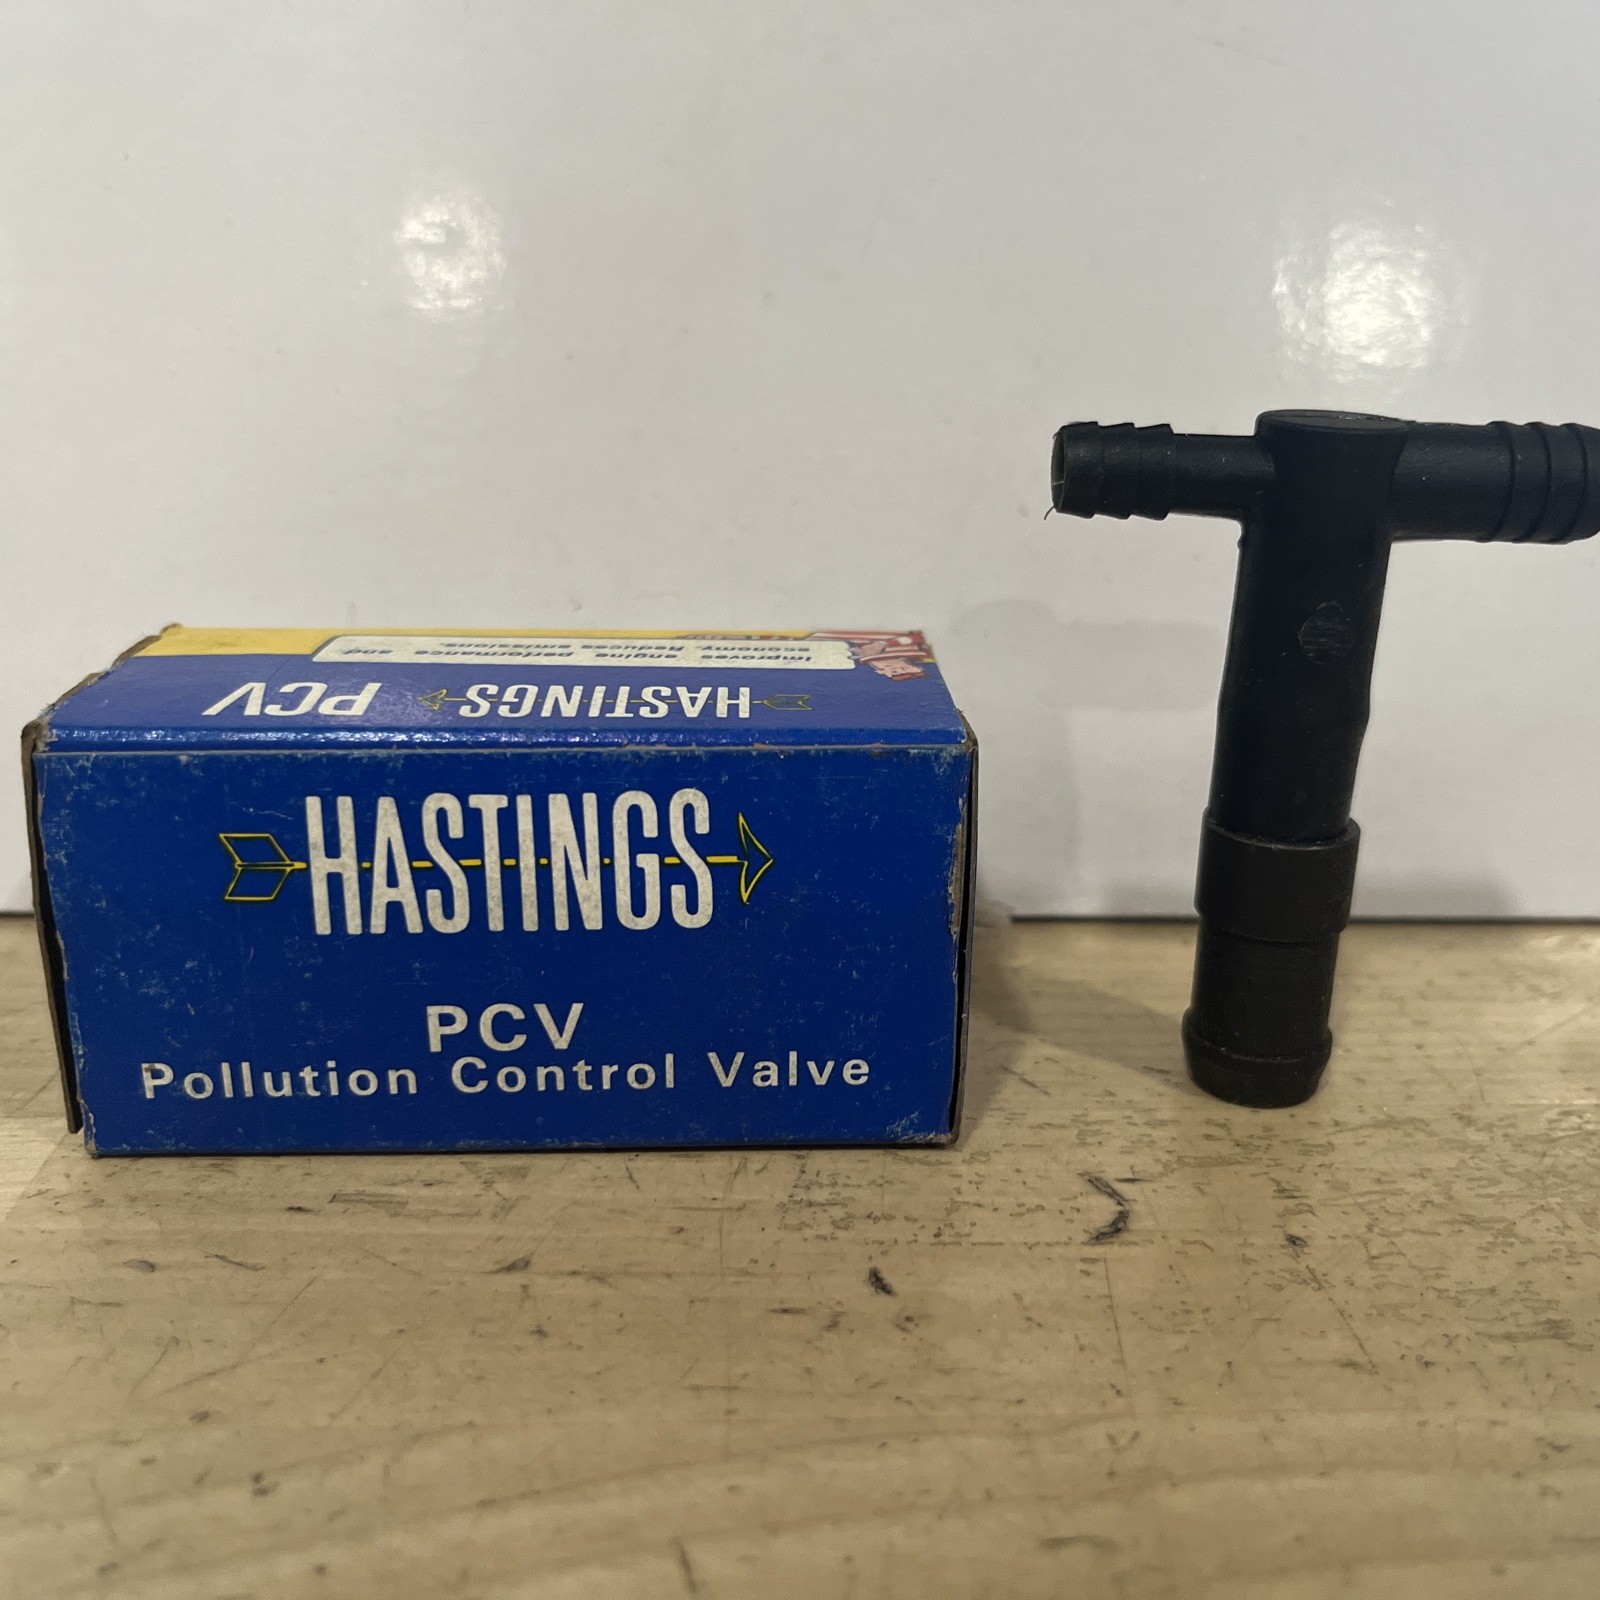 Improves engine performance and
economy. Reduces emissions.
HASTINGS PCV
HASTINGS
PCV
Pollution Control Valve